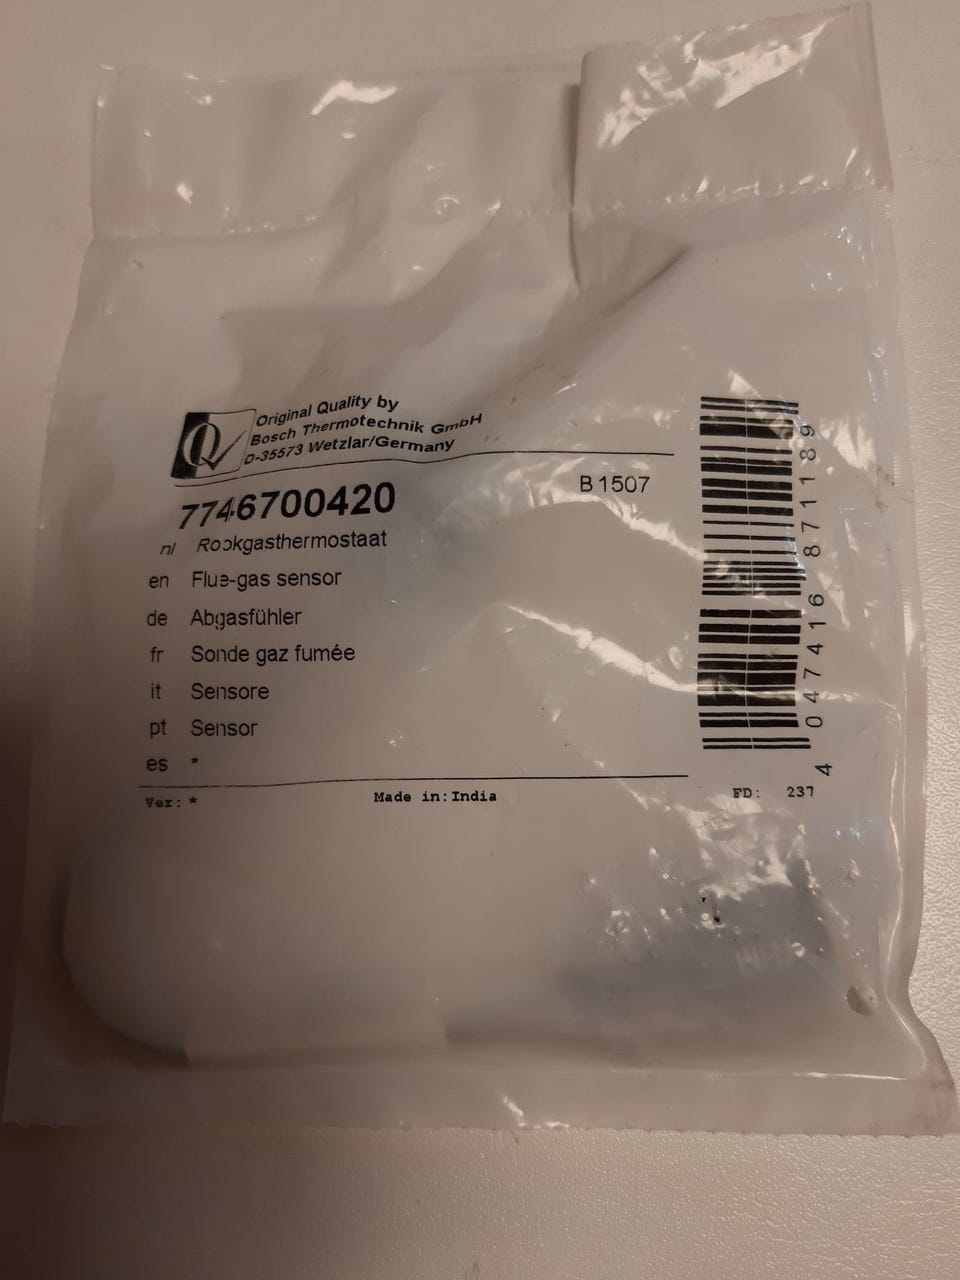 Q
Original Quality by
Bosch Thermotechnik GmbH
D-35573 Wetzlar/Germany
7746700420
B 1507
nl Rookgasthermostaat
en Flue-gas sensor
de Abgasfühler
fr Sonde gaz fumée
it Sensore
pt Sensor
es *
Ver: *
Made in: India
FD: 237
4 047416 871189